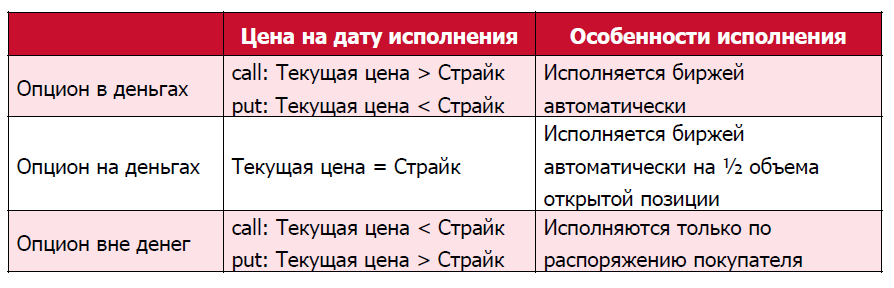 Цена на дату исполнения
Особенности исполнения
Опцион в деньгах
call: Текущая цена > Страйк
put: Текущая цена < Страйк
Исполняется биржей
автоматически
Опцион на деньгах
Текущая цена = Страйк
Исполняется биржей
автоматически на ½ объема
открытой позиции
Опцион вне денег
call: Текущая цена < Страйк
put: Текущая цена > Страйк
Исполняются только по
распоряжению покупателя